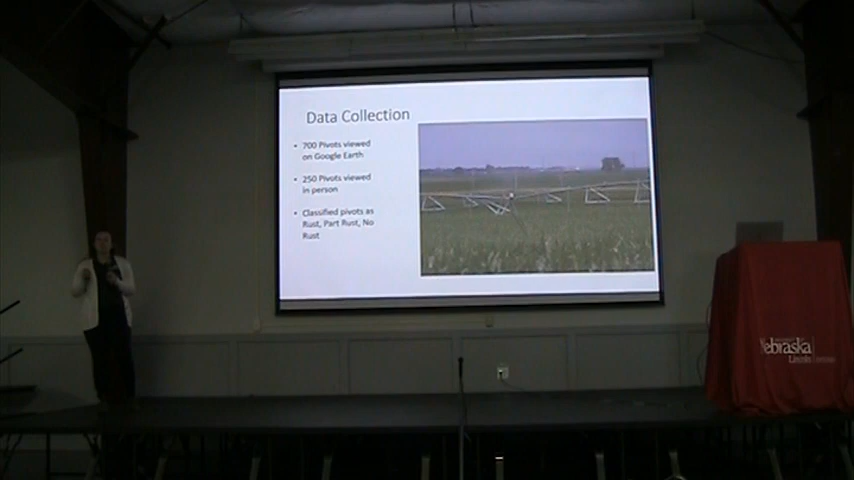 Data Collection
• 700 Pivots viewed
on Google Earth
• 250 Pivots viewed
in person
• Classified pivots as
Rust, Part Rust, No
Rust
Nebraska
Lincoln